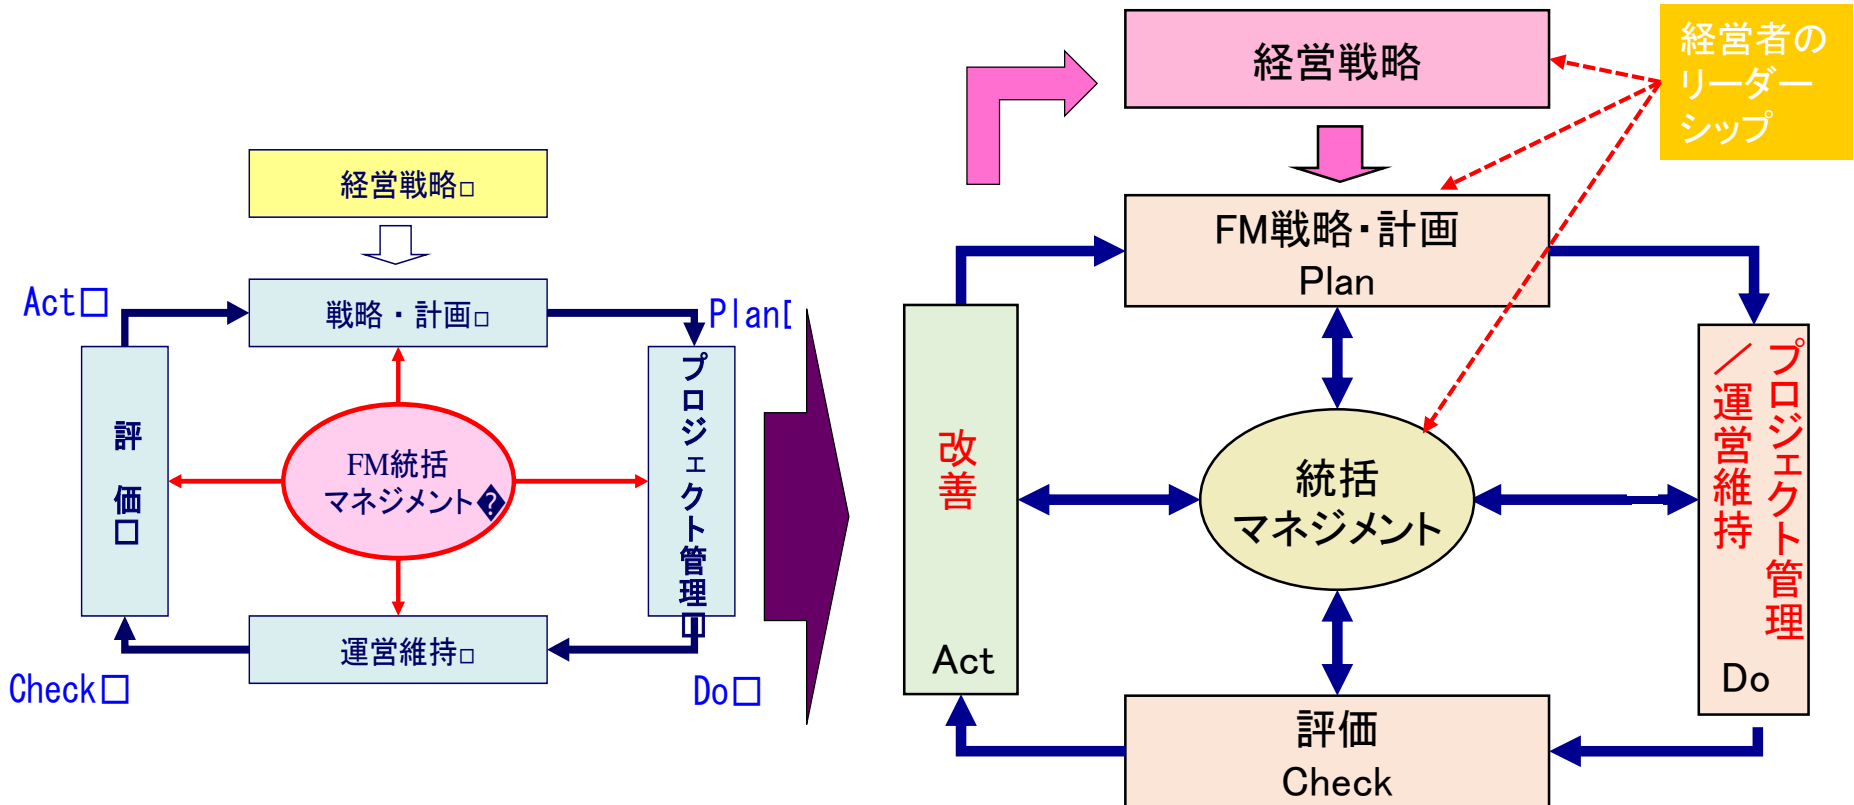 経営戦略□
Act□
戦略・計画□
Plan[
評価□
FM統括
マネジメント�
プロジェクト管理□
運営維持□
Check□
Do□
経営戦略
経営者の
リーダー
シップ
FM戦略・計画
Plan
改善
Act
統括
マネジメント
プロジェクト管理
／運営維持
Do
評価
Check